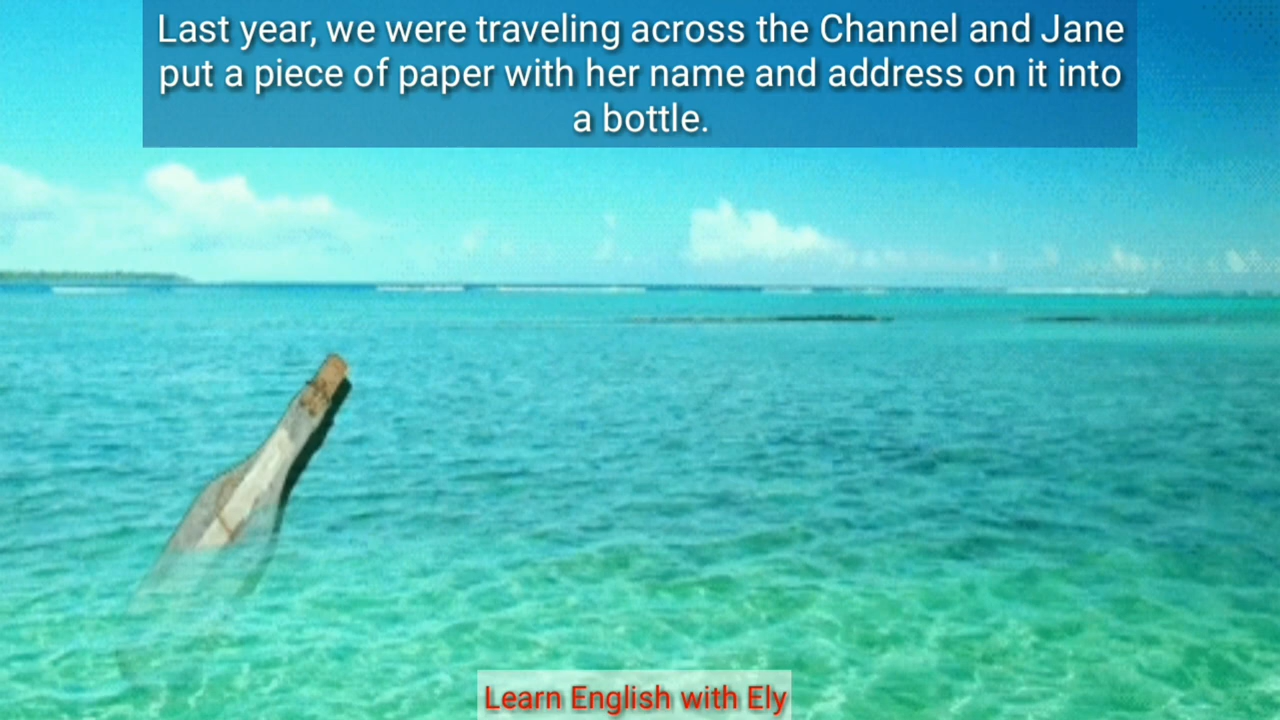 Last year, we were traveling across the Channel and Jane
put a piece of paper with her name and address on it into
a bottle.
Learn English with Ely